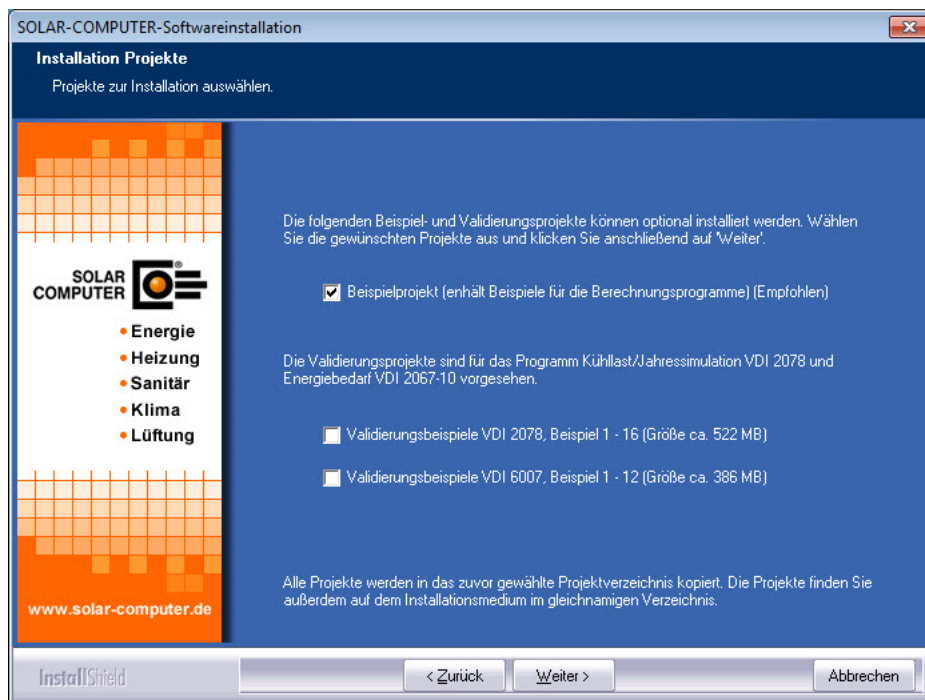 SOLAR-COMPUTER-Softwareinstallation
Installation Projekte
Projekte zur Installation auswählen.
Die folgenden Beispiel- und Validierungsprojekte können optional installiert werden. Wählen
Sie die gewünschten Projekte aus und klicken Sie anschließend auf 'Weiter'.
Beispielprojekt (enhält Beispiele für die Berechnungsprogramme) (Empfohlen)
Die Validierungsprojekte sind für das Programm Kühllast/Jahressimulation VDI 2078 und
Energiebedarf VDI 2067-10 vorgesehen.
Validierungsbeispiele VDI 2078, Beispiel 1 - 16 (Größe ca. 522 MB)
Validierungsbeispiele VDI 6007, Beispiel 1 - 12 (Größe ca. 386 MB)
Alle Projekte werden in das zuvor gewählte Projektverzeichnis kopiert. Die Projekte finden Sie
außerdem auf dem Installationsmedium im gleichnamigen Verzeichnis.
SOLAR
COMPUTER
• Energie
• Heizung
• Sanitär
• Klima
• Lüftung
www.solar-computer.de
InstallShield
< Zurück
Weiter >
Abbrechen